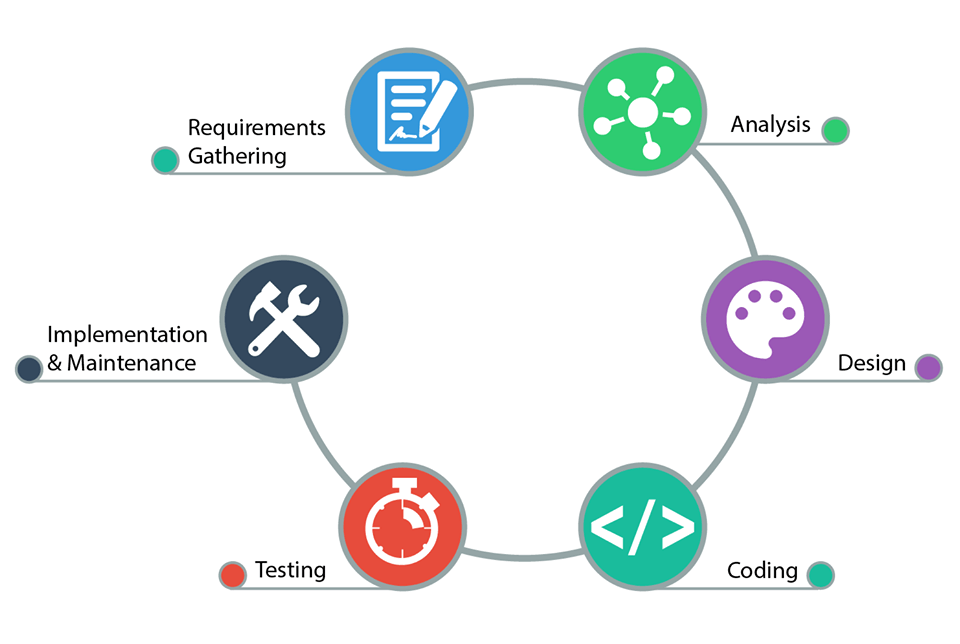 Requirements
Gathering
Analysis
Implementation
& Maintenance
Design
Testing
Coding
</>